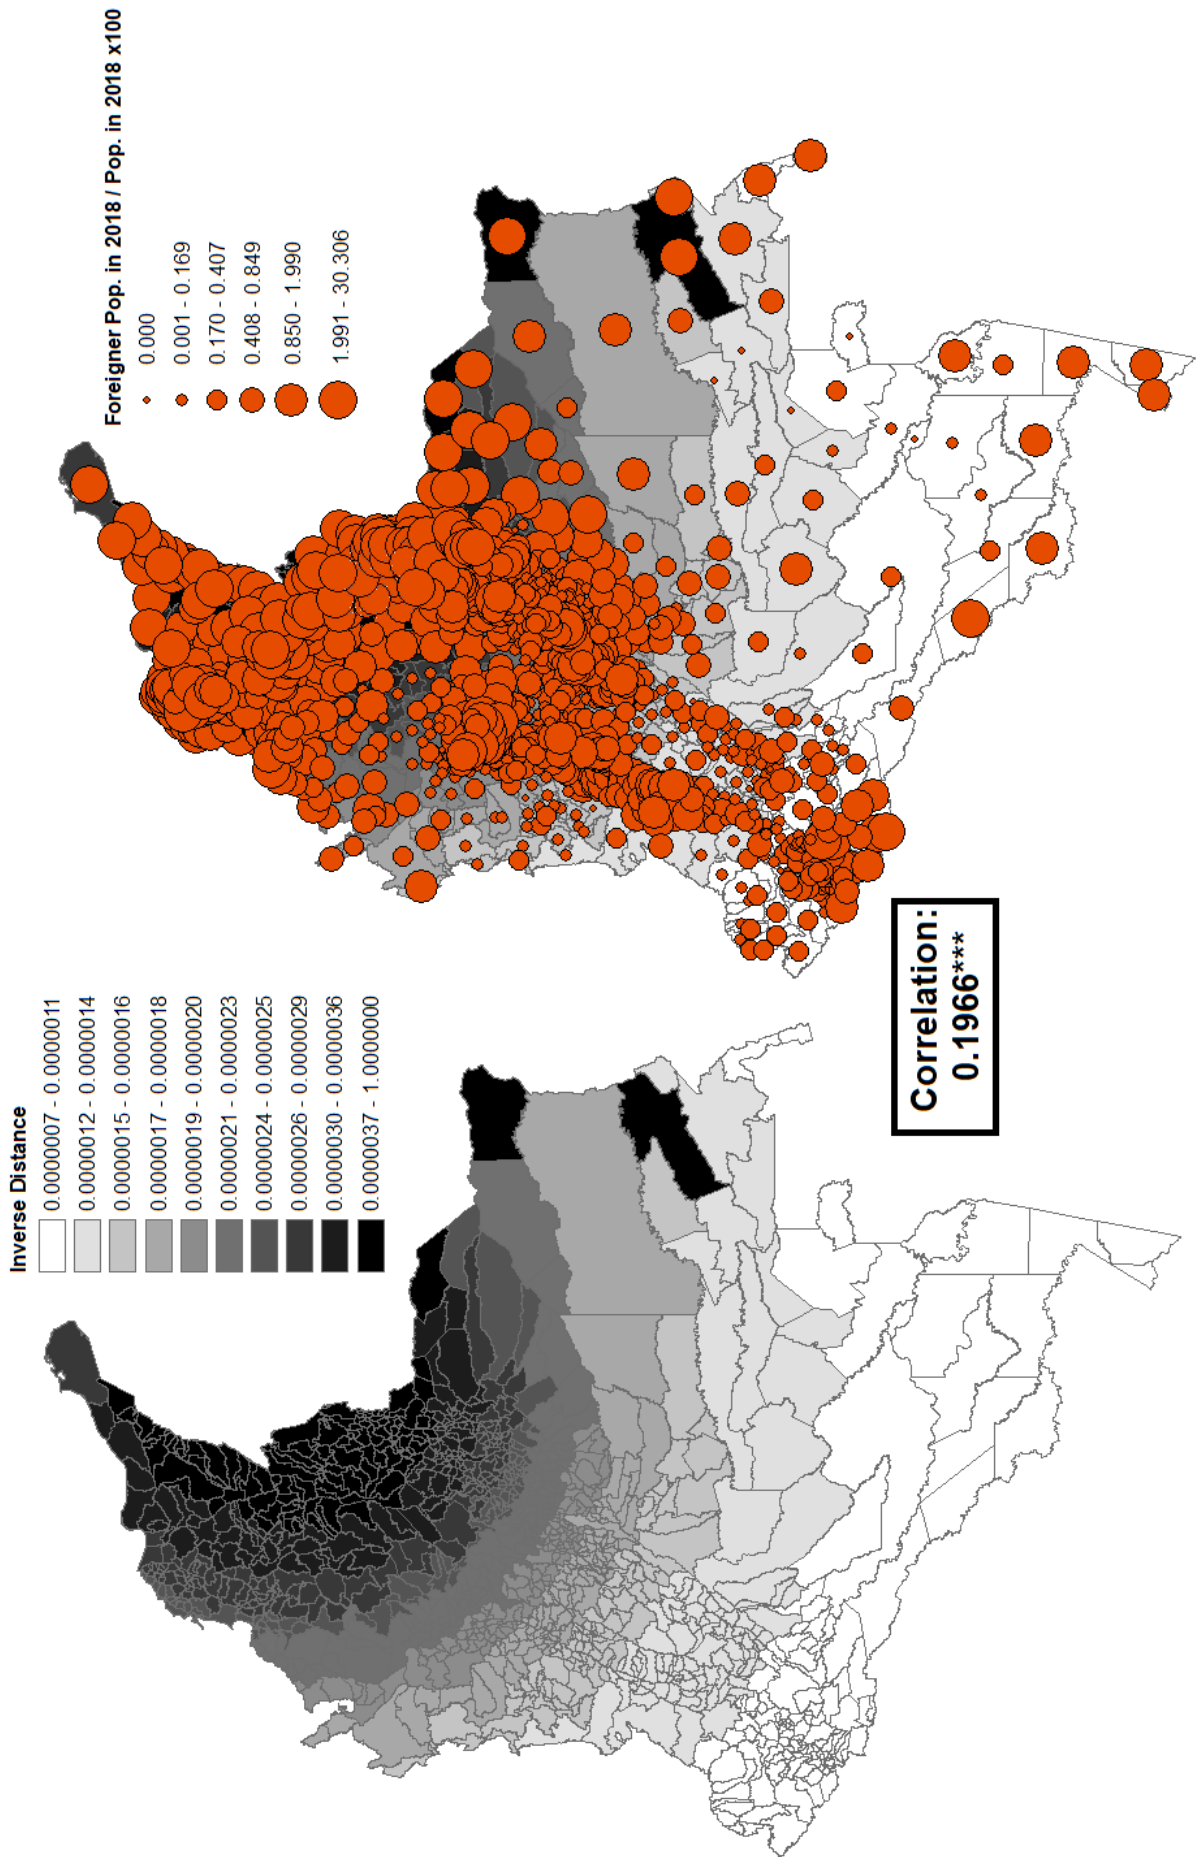 Inverse Distance
0.0000007 - 0.0000011
0.0000012 - 0.0000014
0.0000015 - 0.0000016
0.0000017 - 0.0000018
0.0000019 - 0.0000020
0.0000021 - 0.0000023
0.0000024 - 0.0000025
0.0000026 - 0.0000029
0.0000030 - 0.0000036
0.0000037 - 1.0000000
Foreigner Pop. in 2018 / Pop. in 2018 x100
0.000
0.001 - 0.169
0.170 - 0.407
0.408 - 0.849
0.850 - 1.990
1.991 - 30.306
Correlation:
0.1966***